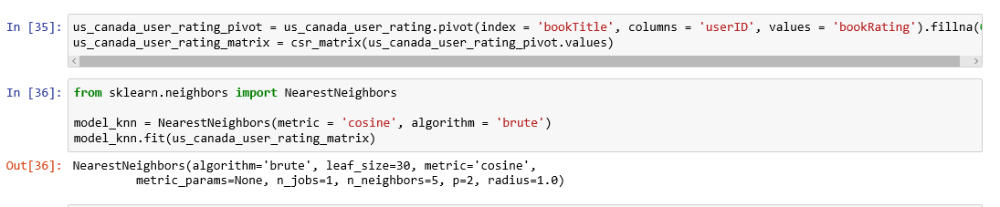 In [35]: us_canada_user_rating_pivot = us_canada_user_rating.pivot(index = 'bookTitle', columns = 'userID', values = 'bookRating').fillna(
us_canada_user_rating_matrix = csr_matrix(us_canada_user_rating_pivot.values)
In [36]: from sklearn.neighbors import NearestNeighbors
model_knn = NearestNeighbors(metric = 'cosine', algorithm = 'brute')
model_knn.fit(us_canada_user_rating_matrix)
Out[36]: NearestNeighbors(algorithm='brute', leaf_size=30, metric='cosine',
metric_params=None, n_jobs=1, n_neighbors=5, p=2, radius=1.0)